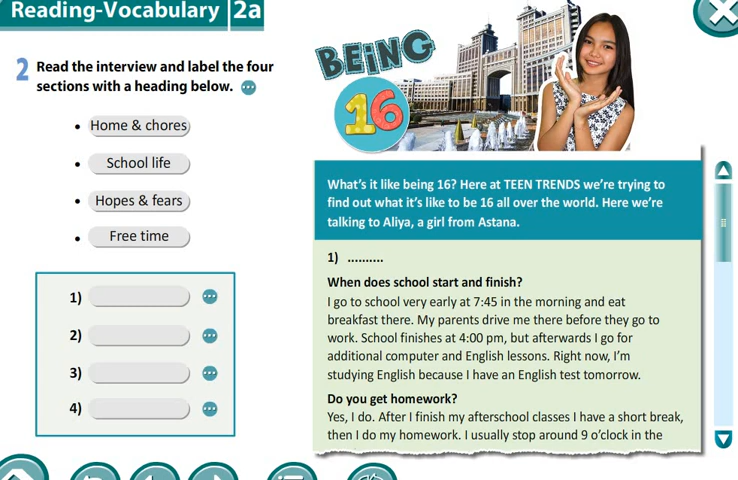 Reading-Vocabulary 2a
2 Read the interview and label the four
sections with a heading below.
• Home & chores
• School life
• Hopes & fears
• Free time
1)
2)
3)
4)
BEiNG
16
What's it like being 16? Here at TEEN TRENDS we're trying to
find out what it's like to be 16 all over the world. Here we're
talking to Aliya, a girl from Astana.
1) ..........
When does school start and finish?
I go to school very early at 7:45 in the morning and eat
breakfast there. My parents drive me there before they go to
work. School finishes at 4:00 pm, but afterwards I go for
additional computer and English lessons. Right now, I'm
studying English because I have an English test tomorrow.
Do you get homework?
Yes, I do. After I finish my afterschool classes I have a short break,
then I do my homework. I usually stop around 9 o'clock in the